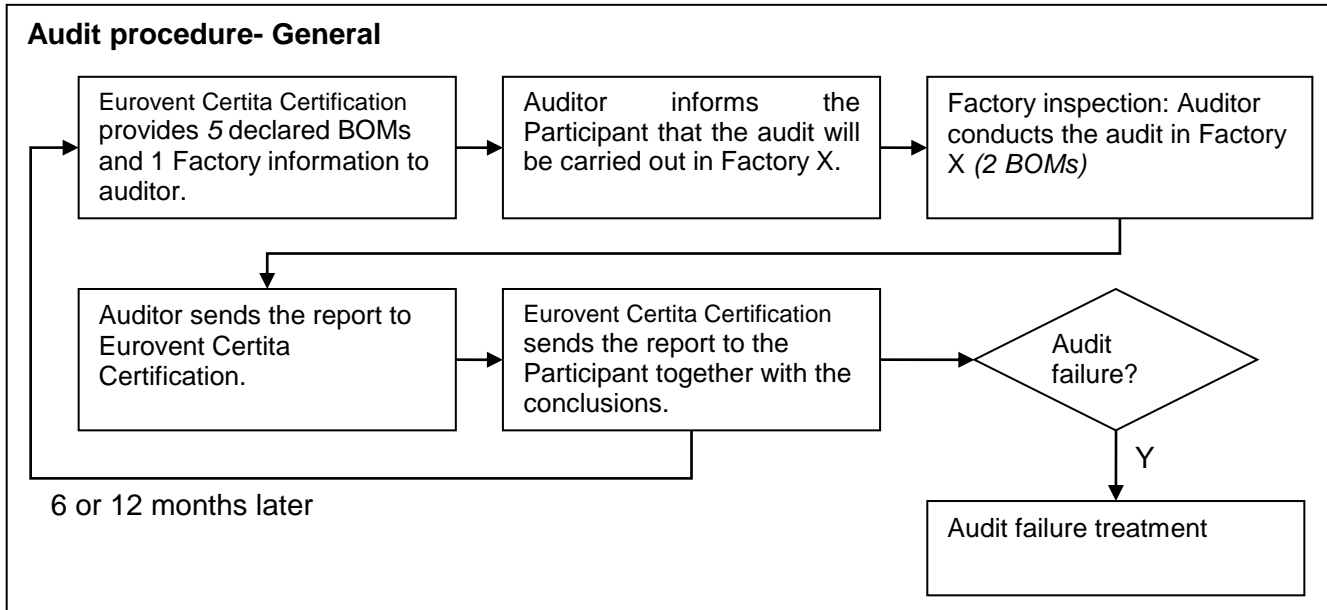 Audit procedure- General
Eurovent Certita Certification
provides 5 declared BOMs
and 1 Factory information to
auditor.
Auditor informs the
Participant that the audit will
be carried out in Factory X.
Factory inspection: Auditor
conducts the audit in Factory
X (2 BOMs)
Auditor sends the report to
Eurovent Certita
Certification.
Eurovent Certita Certification
sends the report to the
Participant together with the
conclusions.
Audit
failure?
Y
6 or 12 months later
Audit failure treatment